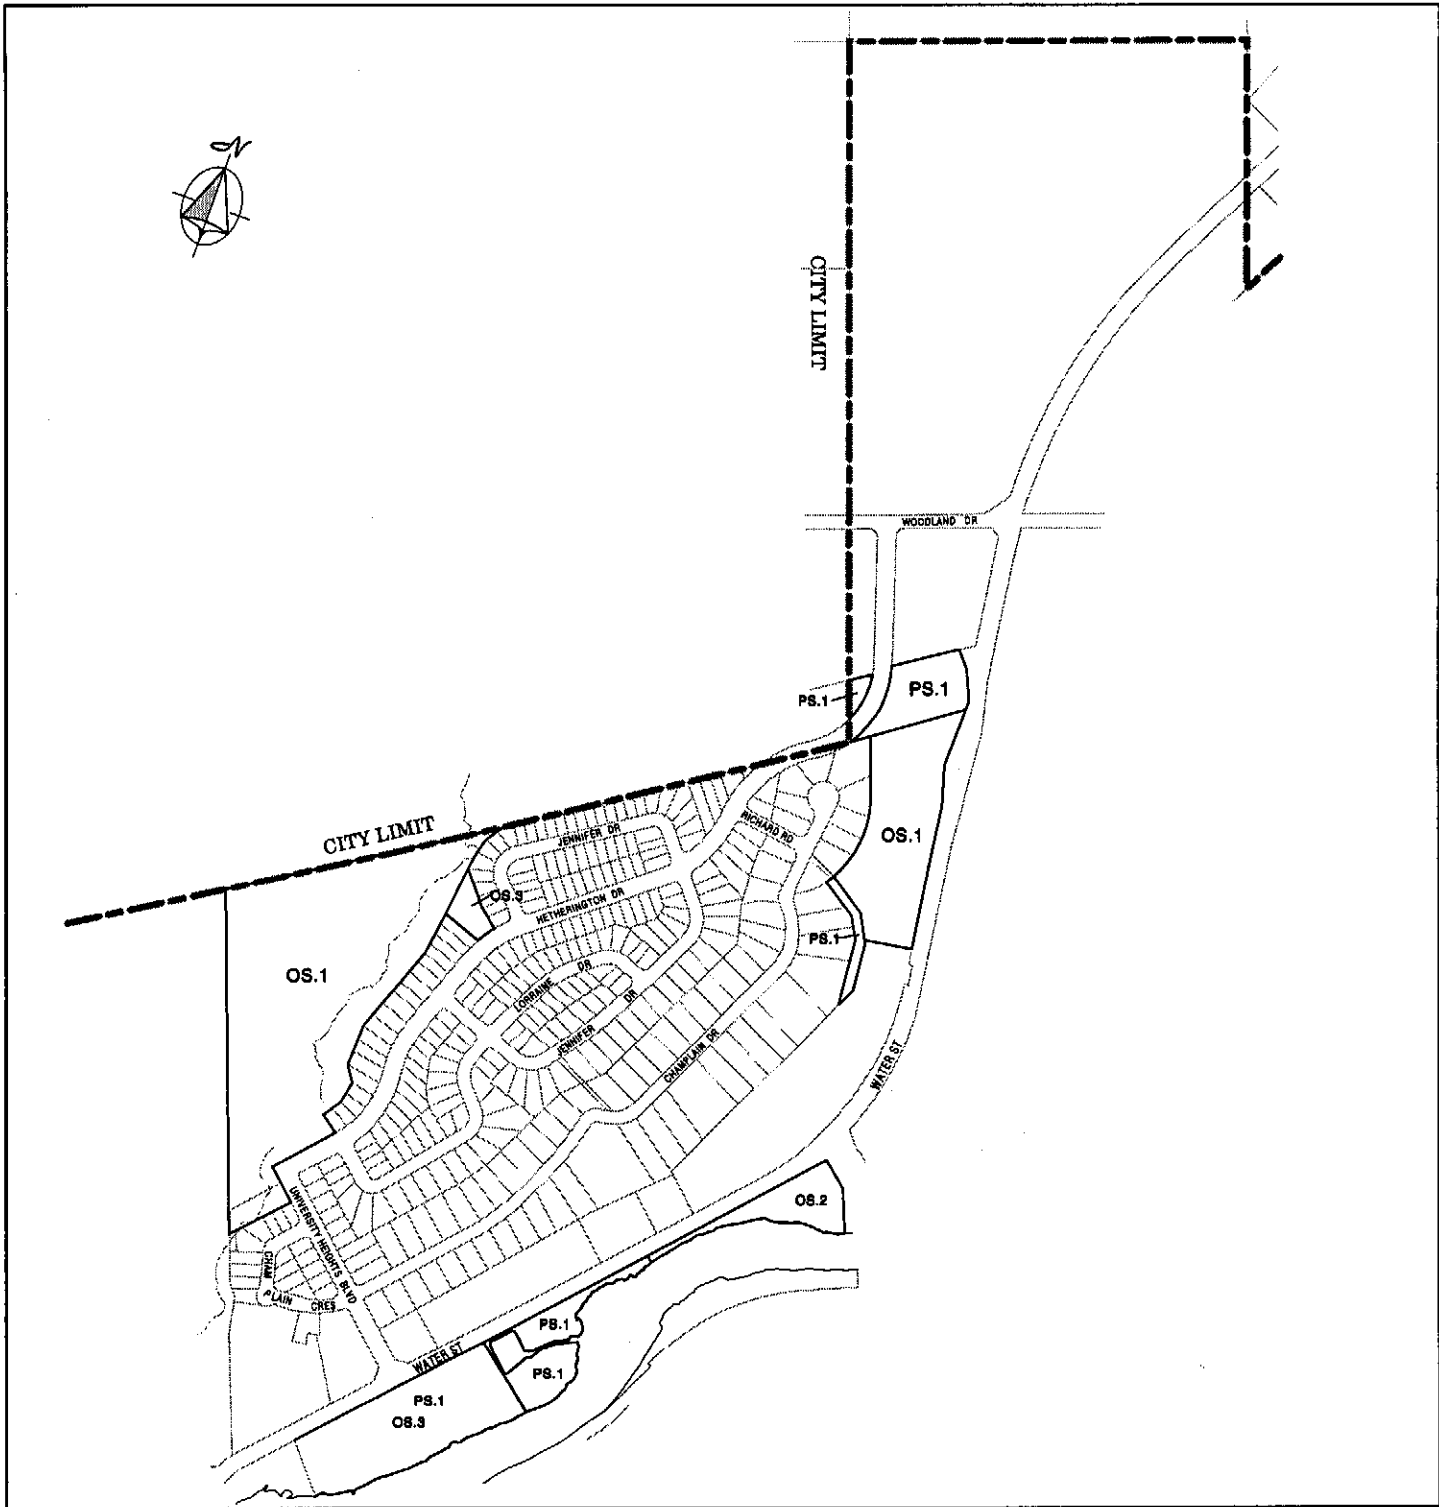 N
CITY LIMIT
WOODLAND DR
PS.1
PS.1
CITY LIMIT
JENNIFER DR
RICHARD RD
OS.1
OS.3
HETHERINGTON DR
PS.1
OS.1
LORRAINE DR
JENNIFER DR
CHAMPLAIN DR
WATER ST
OS.2
UNIVERSITY HEIGHTS BLVD
CHAM
PLAIN CRES
PS.1
WATER ST
PS.1
PS.1
OS.3